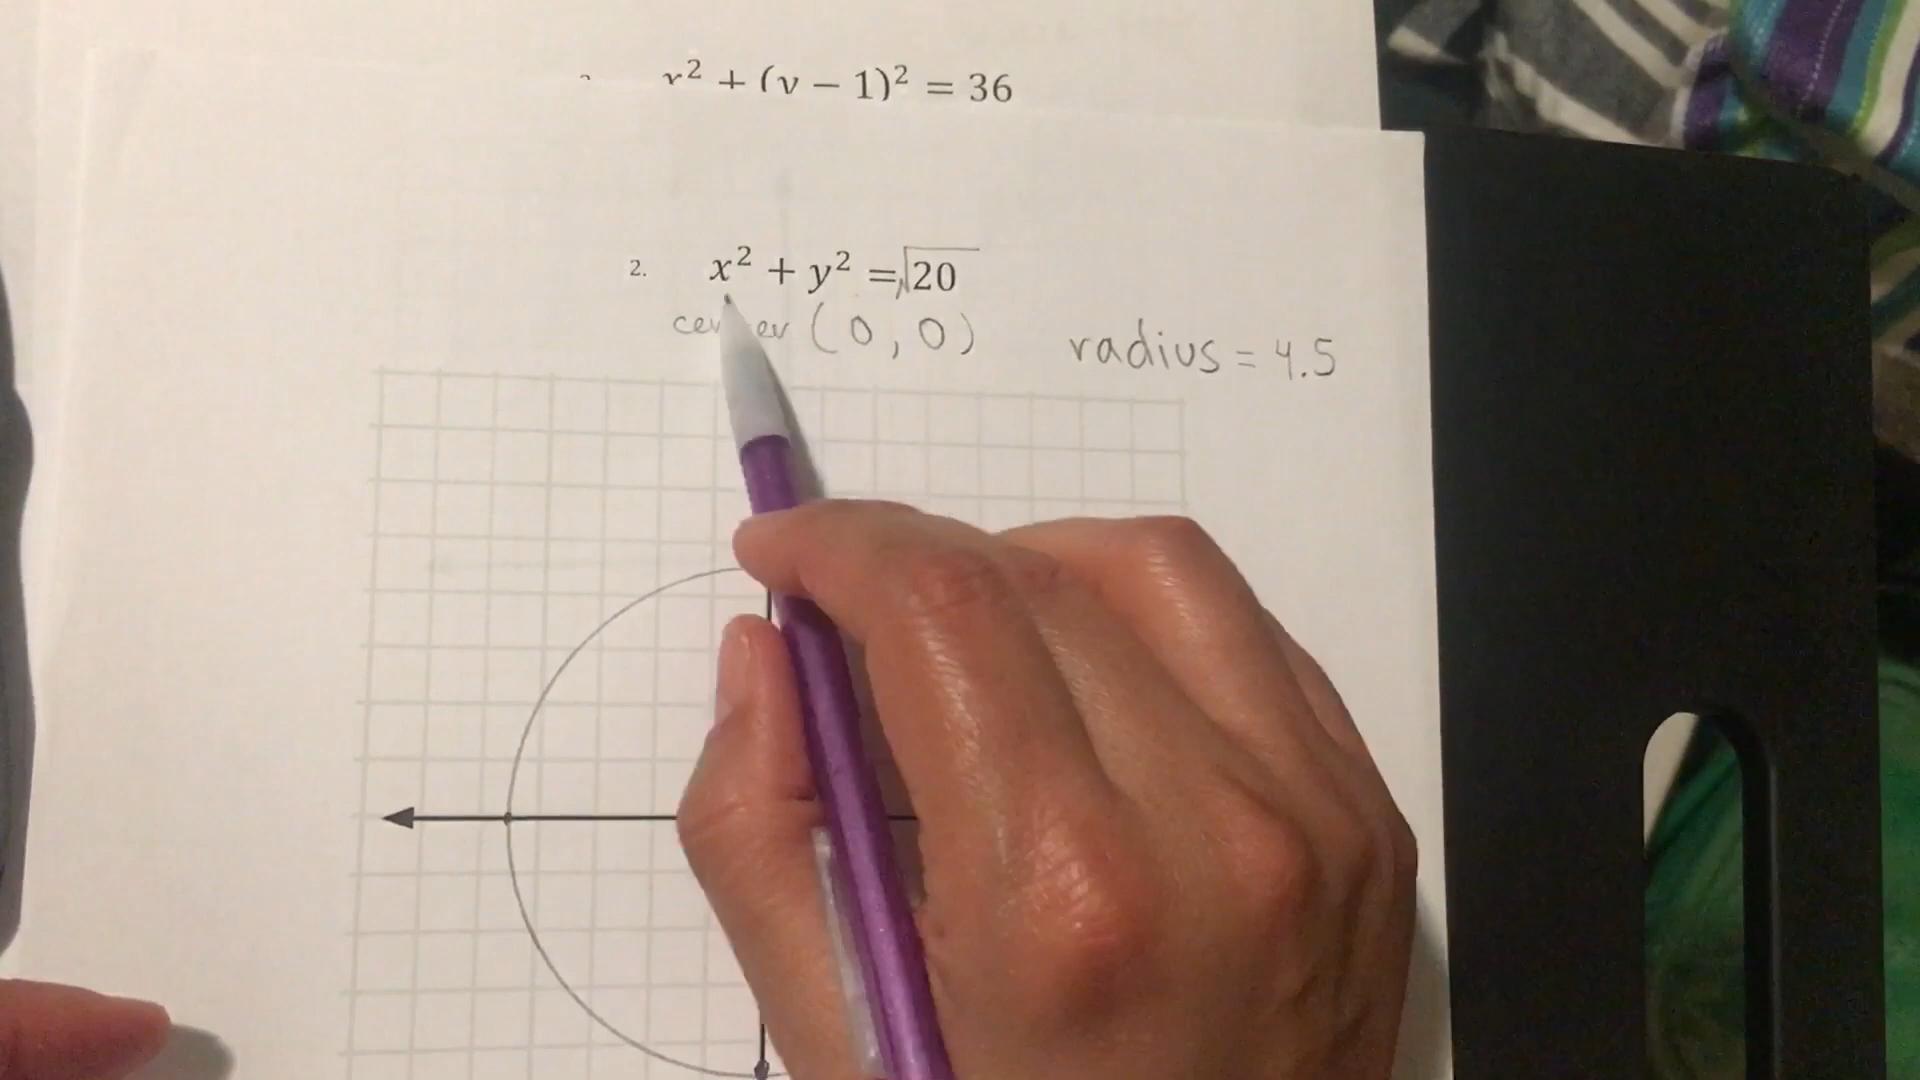 x² + (y − 1)² = 36
2. x² + y² = √20
center (0, 0)
radius = 4.5